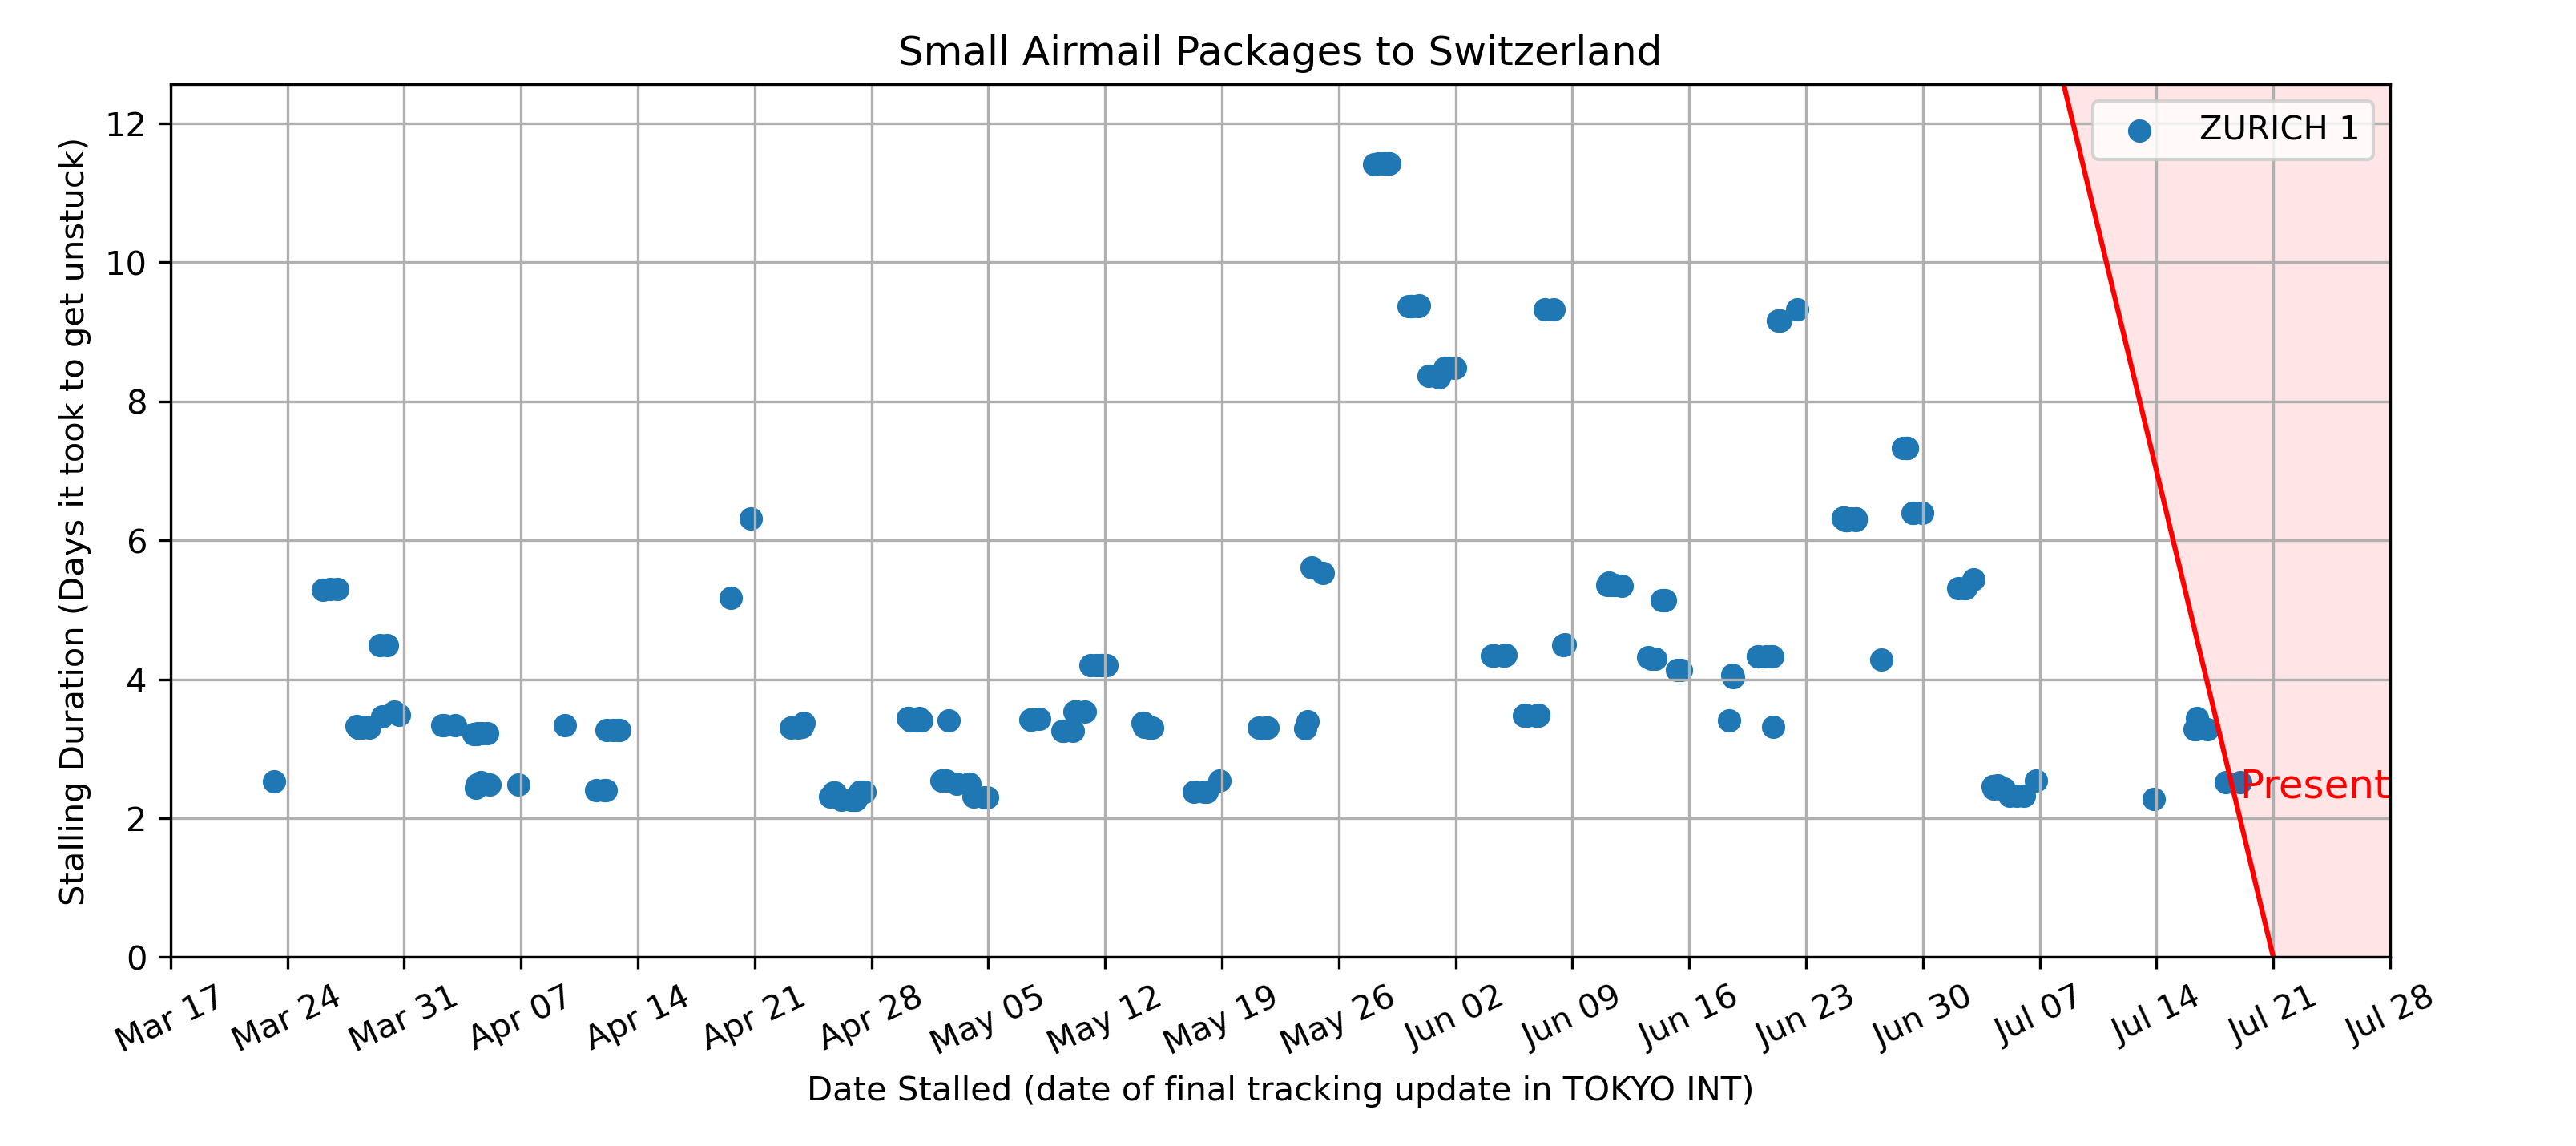 Small Airmail Packages to Switzerland
ZURICH 1
Stalling Duration (Days it took to get unstuck)
12
10
8
6
4
2
0
Present
Mar 17
Mar 24
Mar 31
Apr 07
Apr 14
Apr 21
Apr 28
May 05
May 12
May 19
May 26
Jun 02
Jun 09
Jun 16
Jun 23
Jun 30
Jul 07
Jul 14
Jul 21
Jul 28
Date Stalled (date of final tracking update in TOKYO INT)